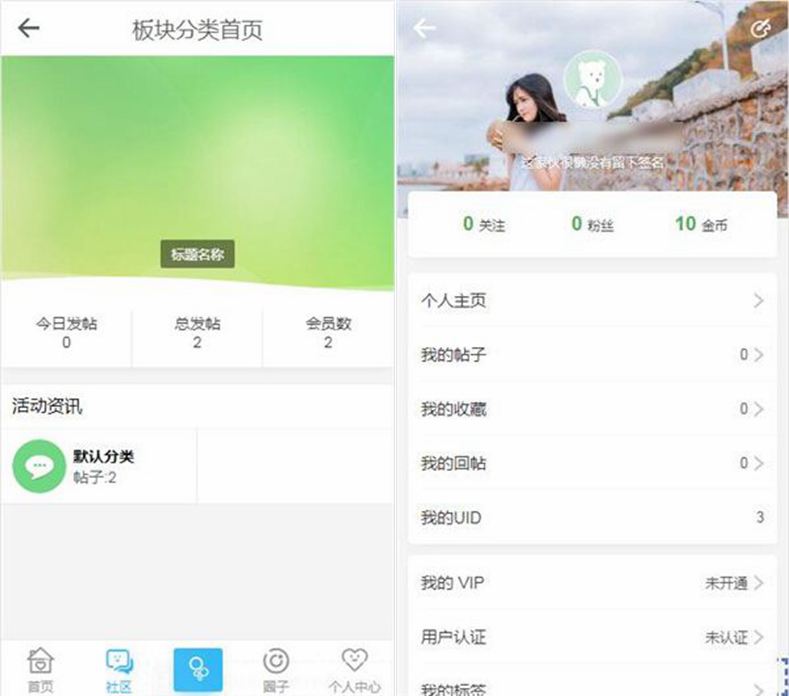 板块分类首页
标题名称
今日发帖
0
总发帖
2
会员数
2
活动资讯
默认分类
帖子:2
首页
社区
圈子
个人中心
这家伙很懒没有留下签名
0 关注
0 粉丝
10 金币
个人主页
我的帖子 0
我的收藏 0
我的回帖 0
我的UID 3
我的 VIP 未开通
用户认证 未认证
我的标签